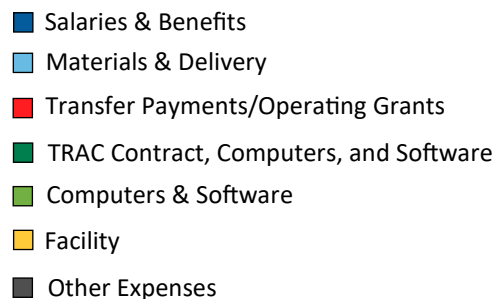 Salaries & Benefits
Materials & Delivery
Transfer Payments/Operating Grants
TRAC Contract, Computers, and Software
Computers & Software
Facility
Other Expenses